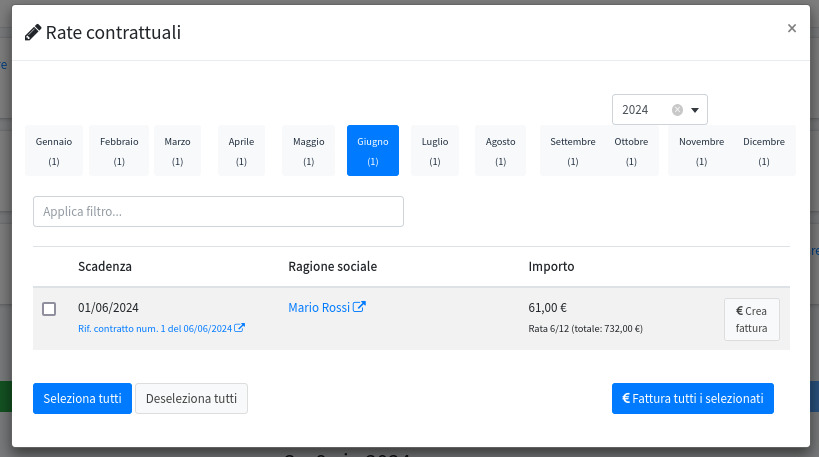 Rate contrattuali
×
2024
Gennaio Febbraio Marzo Aprile Maggio Giugno Luglio Agosto Settembre Ottobre Novembre Dicembre
(1) (1) (1) (1) (1) (1) (1) (1) (1) (1) (1) (1)
Applica filtro...
Scadenza Ragione sociale Importo
01/06/2024 Mario Rossi 61,00 € € Crea
Rif. contratto num. 1 del 06/06/2024 Rata 6/12 (totale: 732,00 €) fattura
Seleziona tutti Deseleziona tutti € Fattura tutti i selezionati